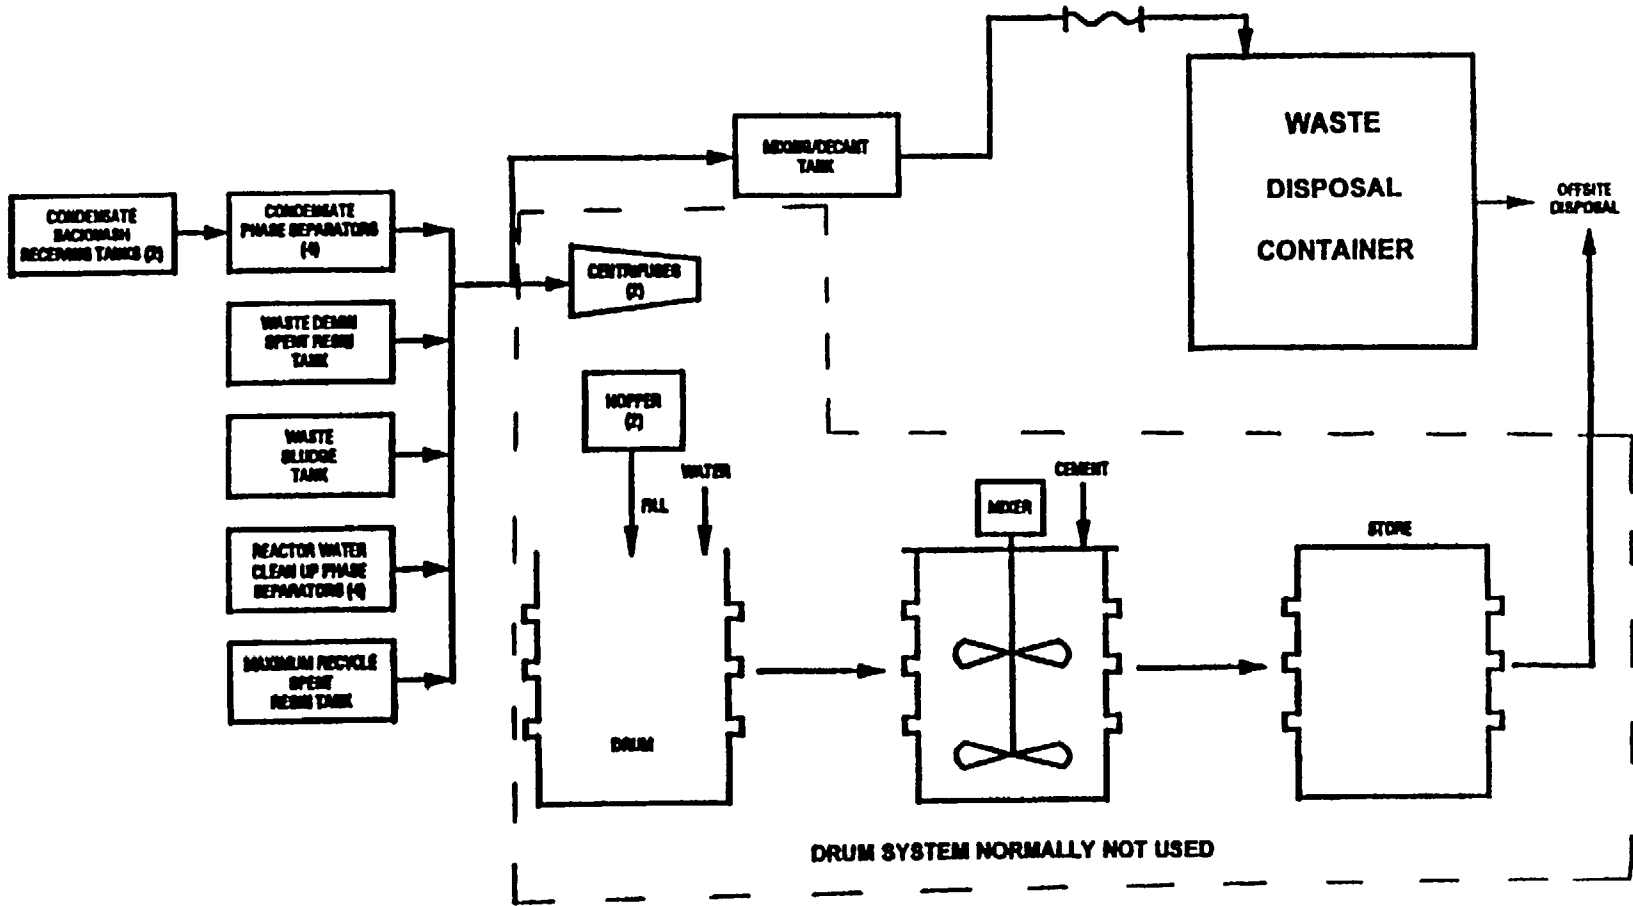 WASTE
DISPOSAL
CONTAINER
OFFSITE
DISPOSAL
MIXING/DECANT
TANK
CONDENSATE
BACKWASH
RECEIVING TANKS (2)
CONDENSATE
PHASE SEPARATORS
(4)
CENTRIFUGES
(2)
WASTE DEMIN
SPENT RESIN
TANK
HOPPER
(2)
WASTE
SLUDGE
TANK
WATER
FILL
CEMENT
MIXER
STORE
REACTOR WATER
CLEAN UP PHASE
SEPARATORS (4)
MAXIMUM RECYCLE
SPENT
RESIN TANK
DRUM
DRUM SYSTEM NORMALLY NOT USED